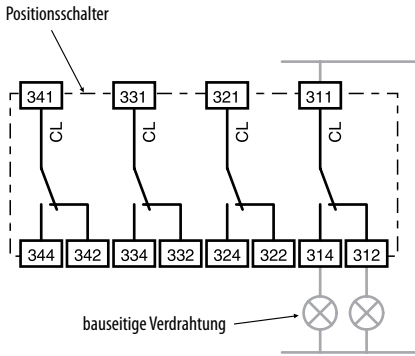 Positionsschalter
341 331 321 311
CL CL CL CL
344 342 334 332 324 322 314 312
bauseitige Verdrahtung